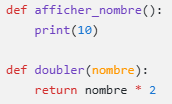 def afficher_nombre():
    print(10)

def doubler(nombre):
    return nombre * 2